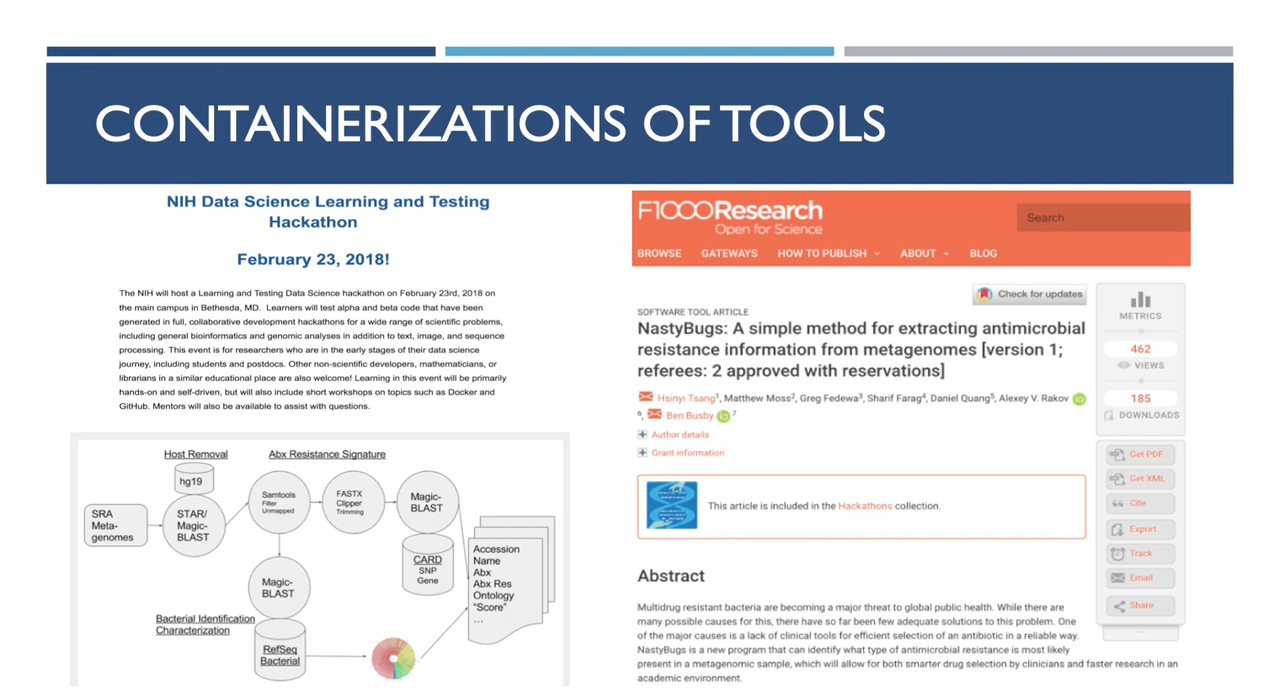 CONTAINERIZATIONS OF TOOLS
NIH Data Science Learning and Testing
Hackathon
February 23, 2018!
The NIH will host a Learning and Testing Data Science hackathon on February 23rd, 2018 on
the main campus in Bethesda, MD.  Learners will test alpha and beta code that have been
generated in full, collaborative development hackathons for a wide range of scientific problems,
including general bioinformatics and genomic analyses in addition to text, image, and sequence
processing. This event is for researchers who are in the early stages of their data science
journey, including students and postdocs. Other non-scientific developers, mathematicians, or
librarians in a similar educational place are also welcome! Learning in this event will be primarily
hands-on and self-driven, but will also include short workshops on topics such as Docker and
GitHub. Mentors will also be available to assist with questions.
Host Removal
Abx Resistance Signature
hg19
SRA
Meta-
genomes
STAR/
Magic-
BLAST
Samtools
Filter
Unmapped
FASTX
Clipper
Trimming
Magic-
BLAST
CARD
SNP
Gene
Accession
Name
Abx
Abx Res
Ontology
“Score”
...
Magic-
BLAST
Bacterial Identification
Characterization
RefSeq
Bacterial
F1000Research
Open for Science
Search
BROWSE
GATEWAYS
HOW TO PUBLISH
ABOUT
BLOG
Check for updates
SOFTWARE TOOL ARTICLE
NastyBugs: A simple method for extracting antimicrobial
resistance information from metagenomes [version 1;
referees: 2 approved with reservations]
Hsinyi Tsang1, Matthew Moss2, Greg Fedewa3, Sharif Farag4, Daniel Quang5, Alexey V. Rakov iD
6, Ben Busby iD 7
+ Author details
+ Grant information
This article is included in the Hackathons collection.
Abstract
Multidrug resistant bacteria are becoming a major threat to global public health. While there are
many possible causes for this, there have so far been few adequate solutions to this problem. One
of the major causes is a lack of clinical tools for efficient selection of an antibiotic in a reliable way.
NastyBugs is a new program that can identify what type of antimicrobial resistance is most likely
present in a metagenomic sample, which will allow for both smarter drug selection by clinicians and faster research in an
academic environment.
METRICS
462
VIEWS
185
DOWNLOADS
Get PDF
Get XML
Cite
Export
Track
Email
Share